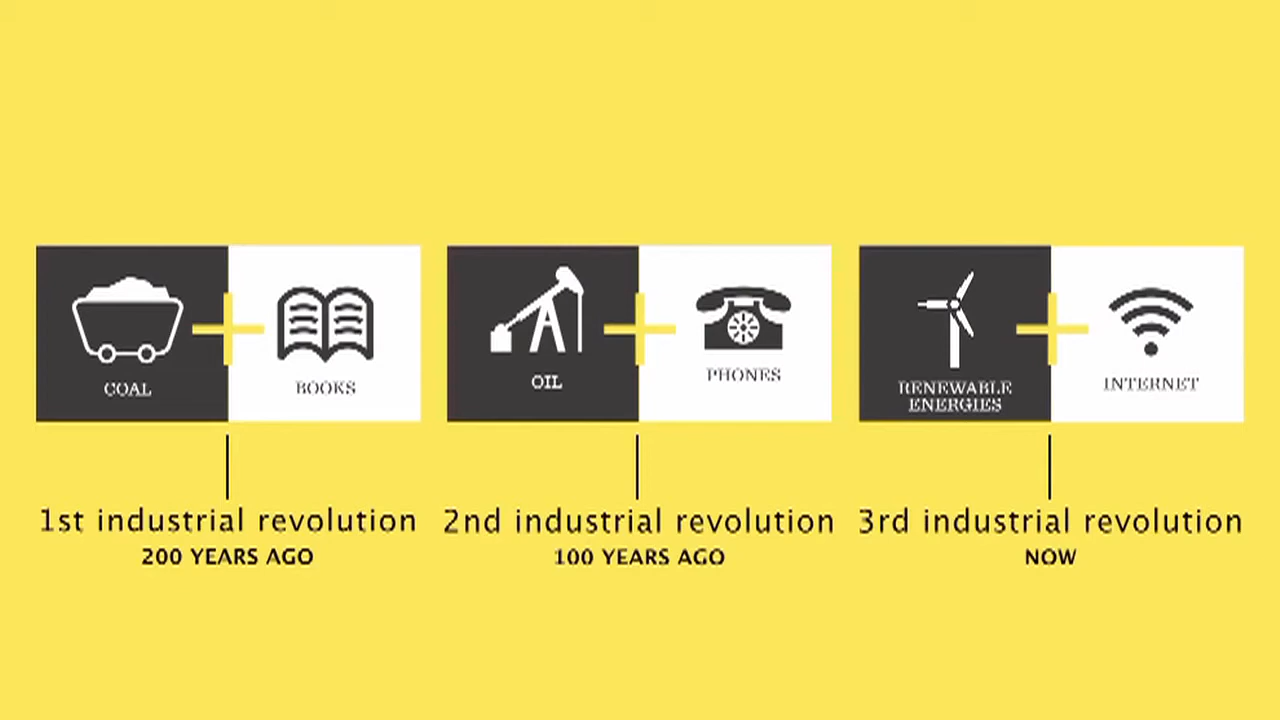 COAL
BOOKS
OIL
PHONES
RENEWABLE
ENERGIES
INTERNET
1st industrial revolution
200 YEARS AGO
2nd industrial revolution
100 YEARS AGO
3rd industrial revolution
NOW